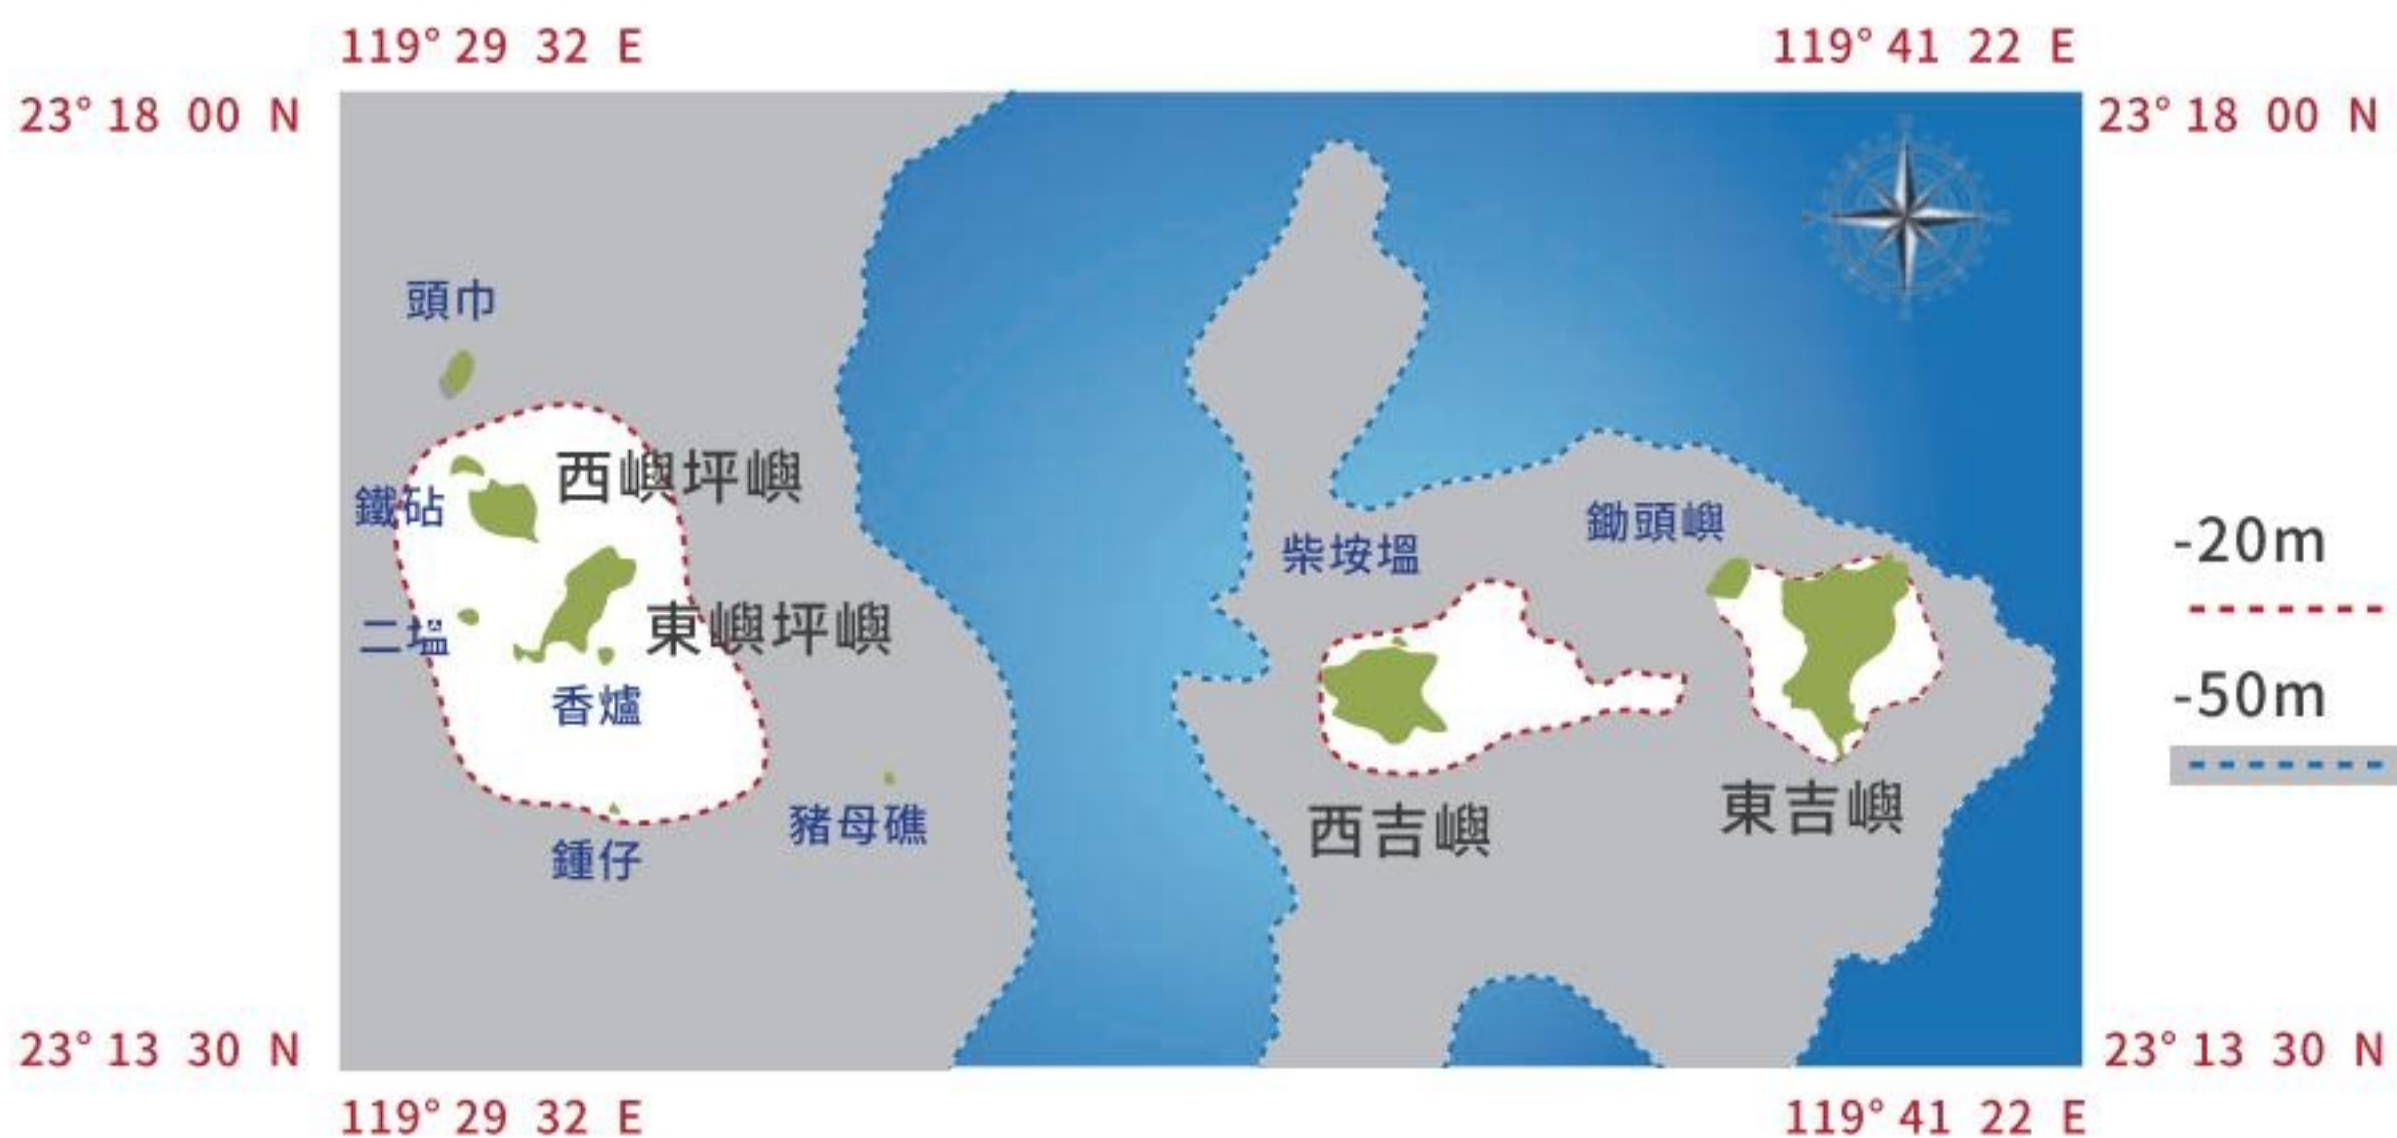 119° 29 32 E
119° 41 22 E
23° 18 00 N
23° 18 00 N
頭巾
西嶼坪嶼
鐵砧
鋤頭嶼
-20m
柴垵塭
二塭
東嶼坪嶼
香爐
-50m
豬母礁
西吉嶼
東吉嶼
鍾仔
23° 13 30 N
23° 13 30 N
119° 29 32 E
119° 41 22 E